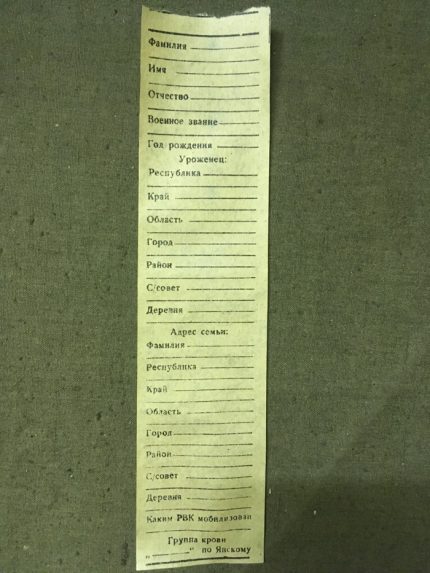 Фамилия
Имя
Отчество
Военное звание
Год рождения
Уроженец:
Республика
Край
Область
Город
Район
С/совет
Деревня
Адрес семьи:
Фамилия
Республика
Край
Область
Город
Район
С/совет
Деревня
Каким РВК мобилизован
Группа крови
„ “ по Янскому